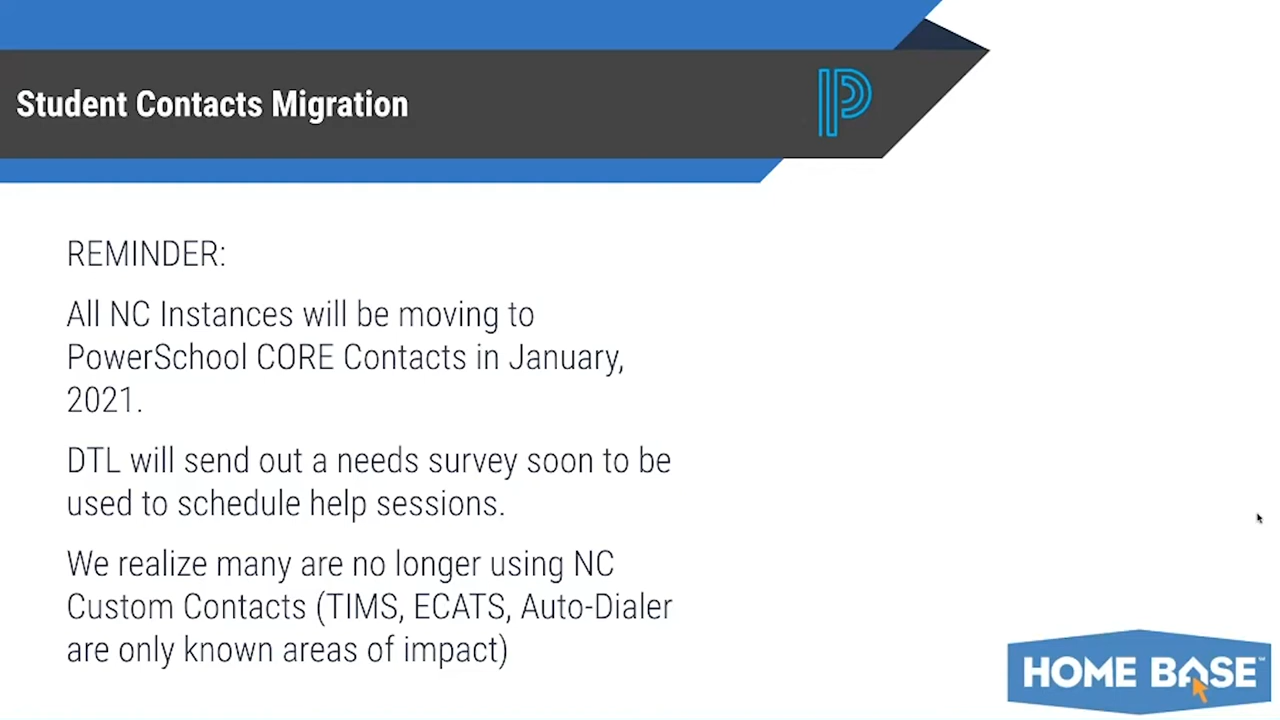 Student Contacts Migration
REMINDER:
All NC Instances will be moving to
PowerSchool CORE Contacts in January,
2021.
DTL will send out a needs survey soon to be
used to schedule help sessions.
We realize many are no longer using NC
Custom Contacts (TIMS, ECATS, Auto-Dialer
are only known areas of impact)
HOME BASE